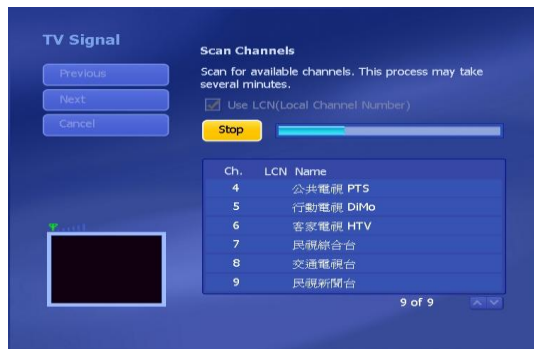 TV Signal
Previous
Next
Cancel
Scan Channels
Scan for available channels. This process may take
several minutes.
Use LCN(Local Channel Number)
Stop
Ch. LCN Name
4 公共電視 PTS
5 行動電視 DiMo
6 客家電視 HTV
7 民視綜合台
8 交通電視台
9 民視新聞台
9 of 9